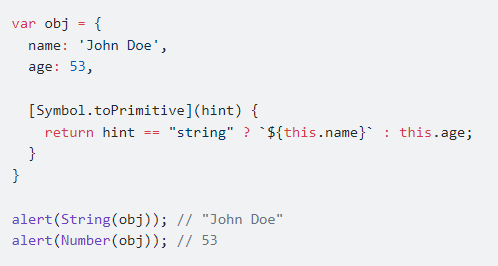 var obj = {
  name: 'John Doe',
  age: 53,

  [Symbol.toPrimitive](hint) {
    return hint == "string" ? `${this.name}` : this.age;
  }
}

alert(String(obj)); // "John Doe"
alert(Number(obj)); // 53